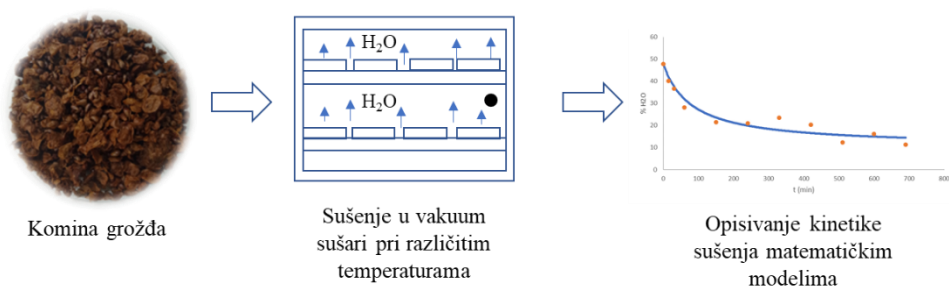 H₂O
H₂O
Komina grožđa
Sušenje u vakuum
sušari pri različitim
temperaturama
60
50
40
30
20
10
0
% H2O
0 100 200 300 400 500 600 700 800
t (min)
Opisivanje kinetike
sušenja matematičkim
modelima